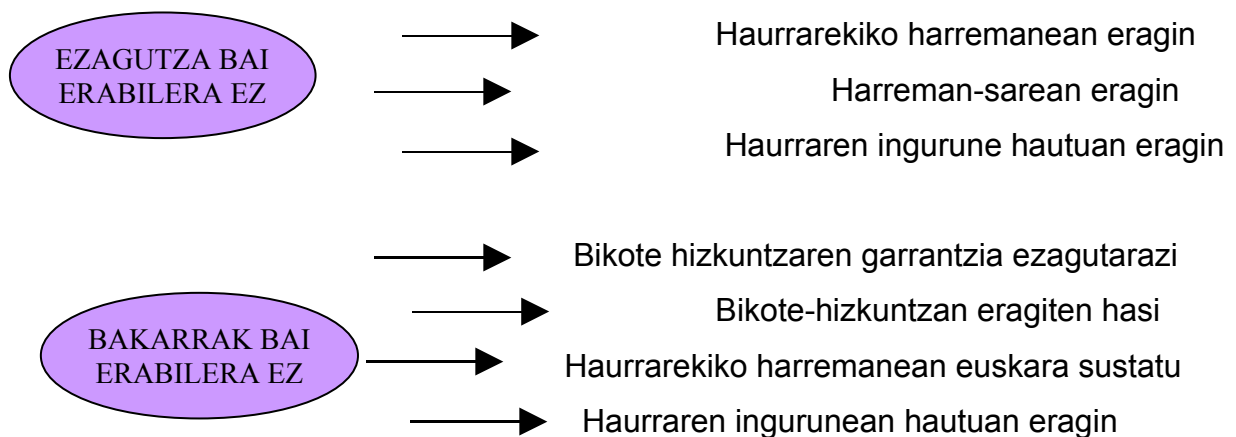 EZAGUTZA BAI
ERABILERA EZ
Haurrarekiko harremanean eragin
Harreman-sarean eragin
Haurraren ingurune hautuan eragin
BAKARRAK BAI
ERABILERA EZ
Bikote hizkuntzaren garrantzia ezagutarazi
Bikote-hizkuntzan eragiten hasi
Haurrarekiko harremanean euskara sustatu
Haurraren ingurunean hautuan eragin